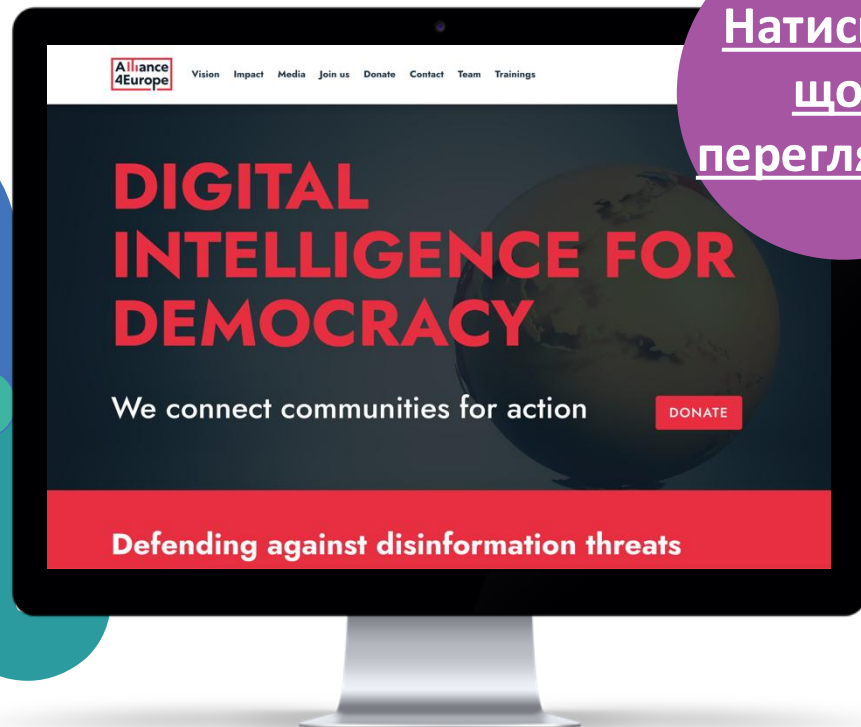 Alliance
4Europe
Vision Impact Media Join us Donate Contact Team Trainings
DIGITAL
INTELLIGENCE FOR
DEMOCRACY
We connect communities for action
DONATE
Defending against disinformation threats